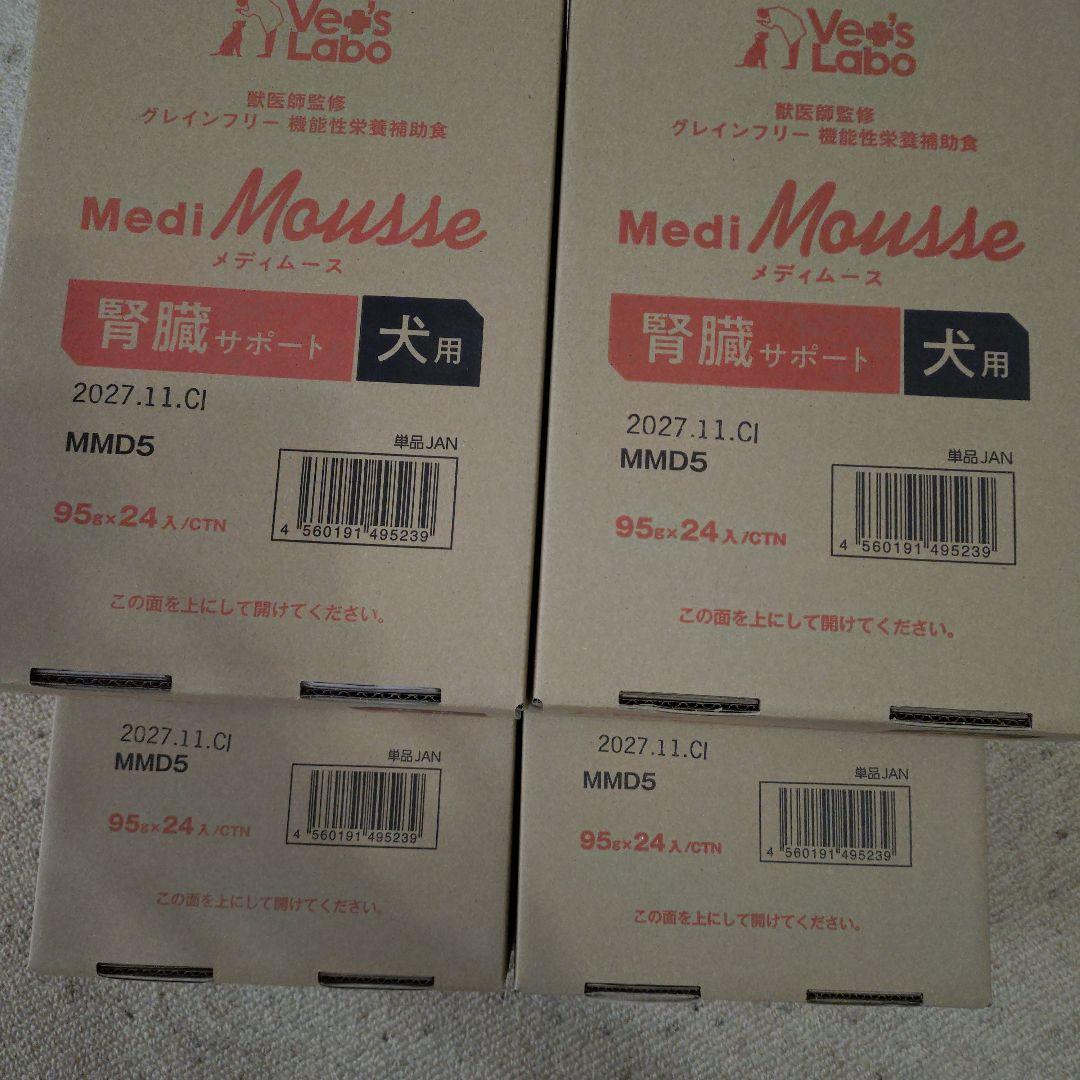 Vet's
Labo
獣医師監修
グレインフリー 機能性栄養補助食
Medi Mousse
メディムース
腎臓サポート 犬用
2027.11.CI
MMD5
単品JAN
95g×24入/CTN
4 560191 495239
この面を上にして開けてください。
Vet's
Labo
獣医師監修
グレインフリー 機能性栄養補助食
Medi Mousse
メディムース
腎臓サポート 犬用
2027.11.CI
MMD5
単品JAN
95g×24入/CTN
4 560191 495239
この面を上にして開けてください。
2027.11.CI
MMD5
単品JAN
95g×24入/CTN
4 560191 495239
この面を上にして開けてください。
2027.11.CI
MMD5
単品JAN
95g×24入/CTN
4 560191 495239
この面を上にして開けてください。